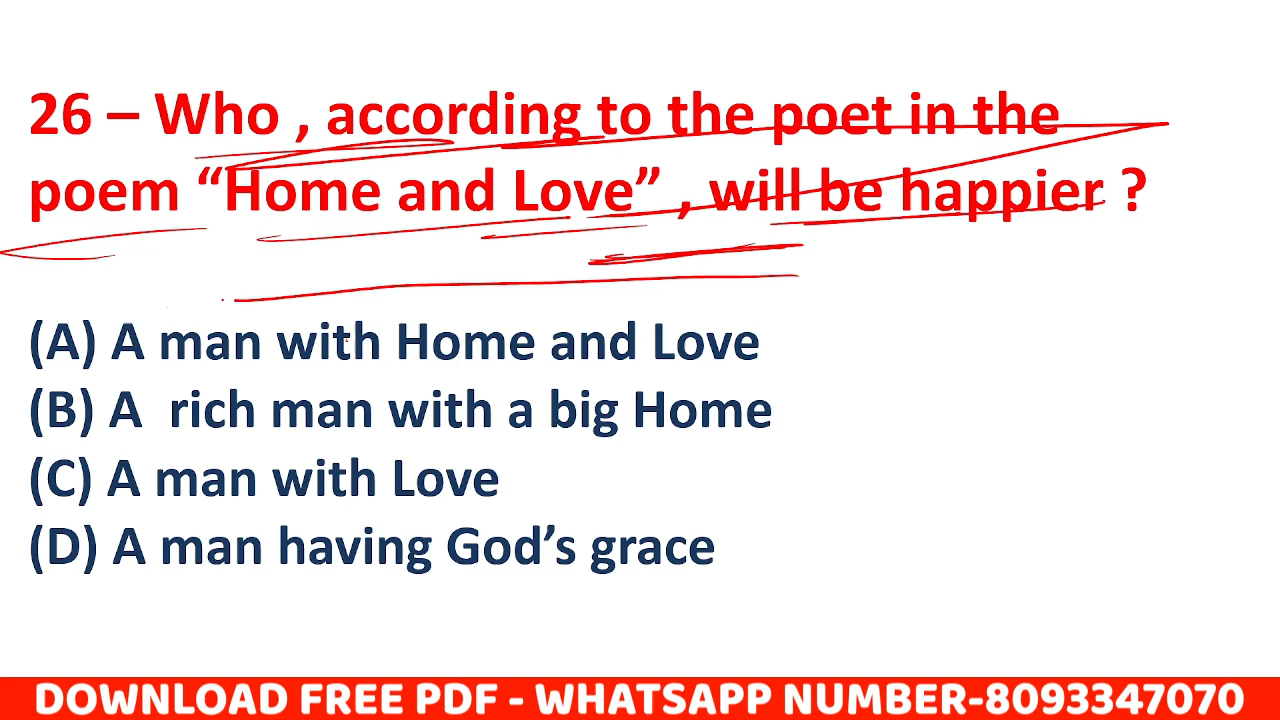 26 – Who , according to the poet in the
poem “Home and Love” , will be happier ?
(A) A man with Home and Love
(B) A rich man with a big Home
(C) A man with Love
(D) A man having God’s grace
DOWNLOAD FREE PDF - WHATSAPP NUMBER-8093347070